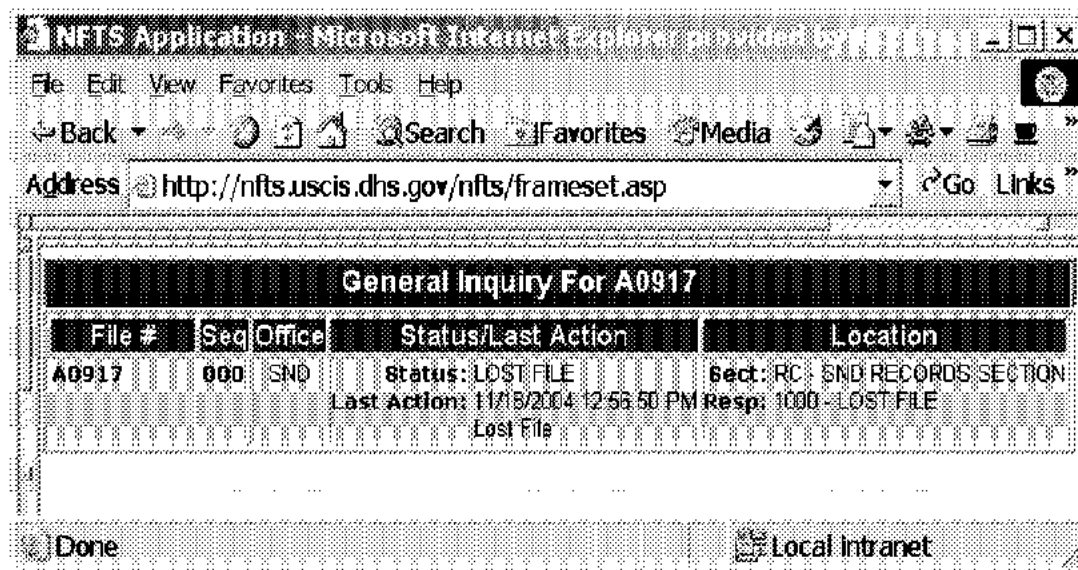 NFTS Application - Microsoft Internet Explorer provided by
File Edit View Favorites Tools Help
Back Search Favorites Media »
Address http://nfts.uscis.dhs.gov/nfts/frameset.asp Go Links »
General Inquiry For A0917
File # Seq Office Status/Last Action Location
A0917 000 SND Status: LOST FILE Sect: RC - SND RECORDS SECTION
Last Action: 11/18/2004 12:56:50 PM Resp: 1000 - LOST FILE
Lost File
Done Local intranet